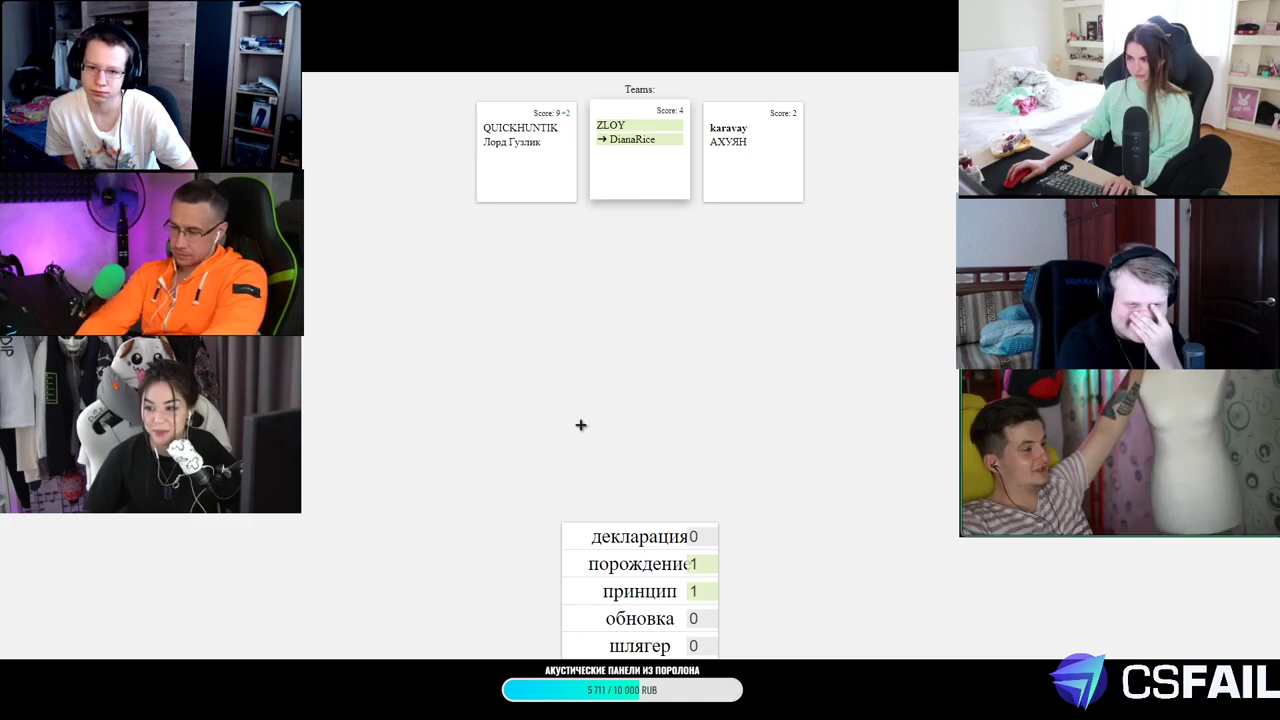 Teams:
Score: 9 +2
QUICKHUNTIK
Лорд Гузлик
Score: 4
ZLOY
➔ DianaRice
Score: 2
karavay
АХУЯН
декларация 0
порождение 1
принцип 1
обновка 0
шлягер 0
АКУСТИЧЕСКИЕ ПАНЕЛИ ИЗ ПОРОЛОНА
5 711 / 10 000 RUB
CSFAIL